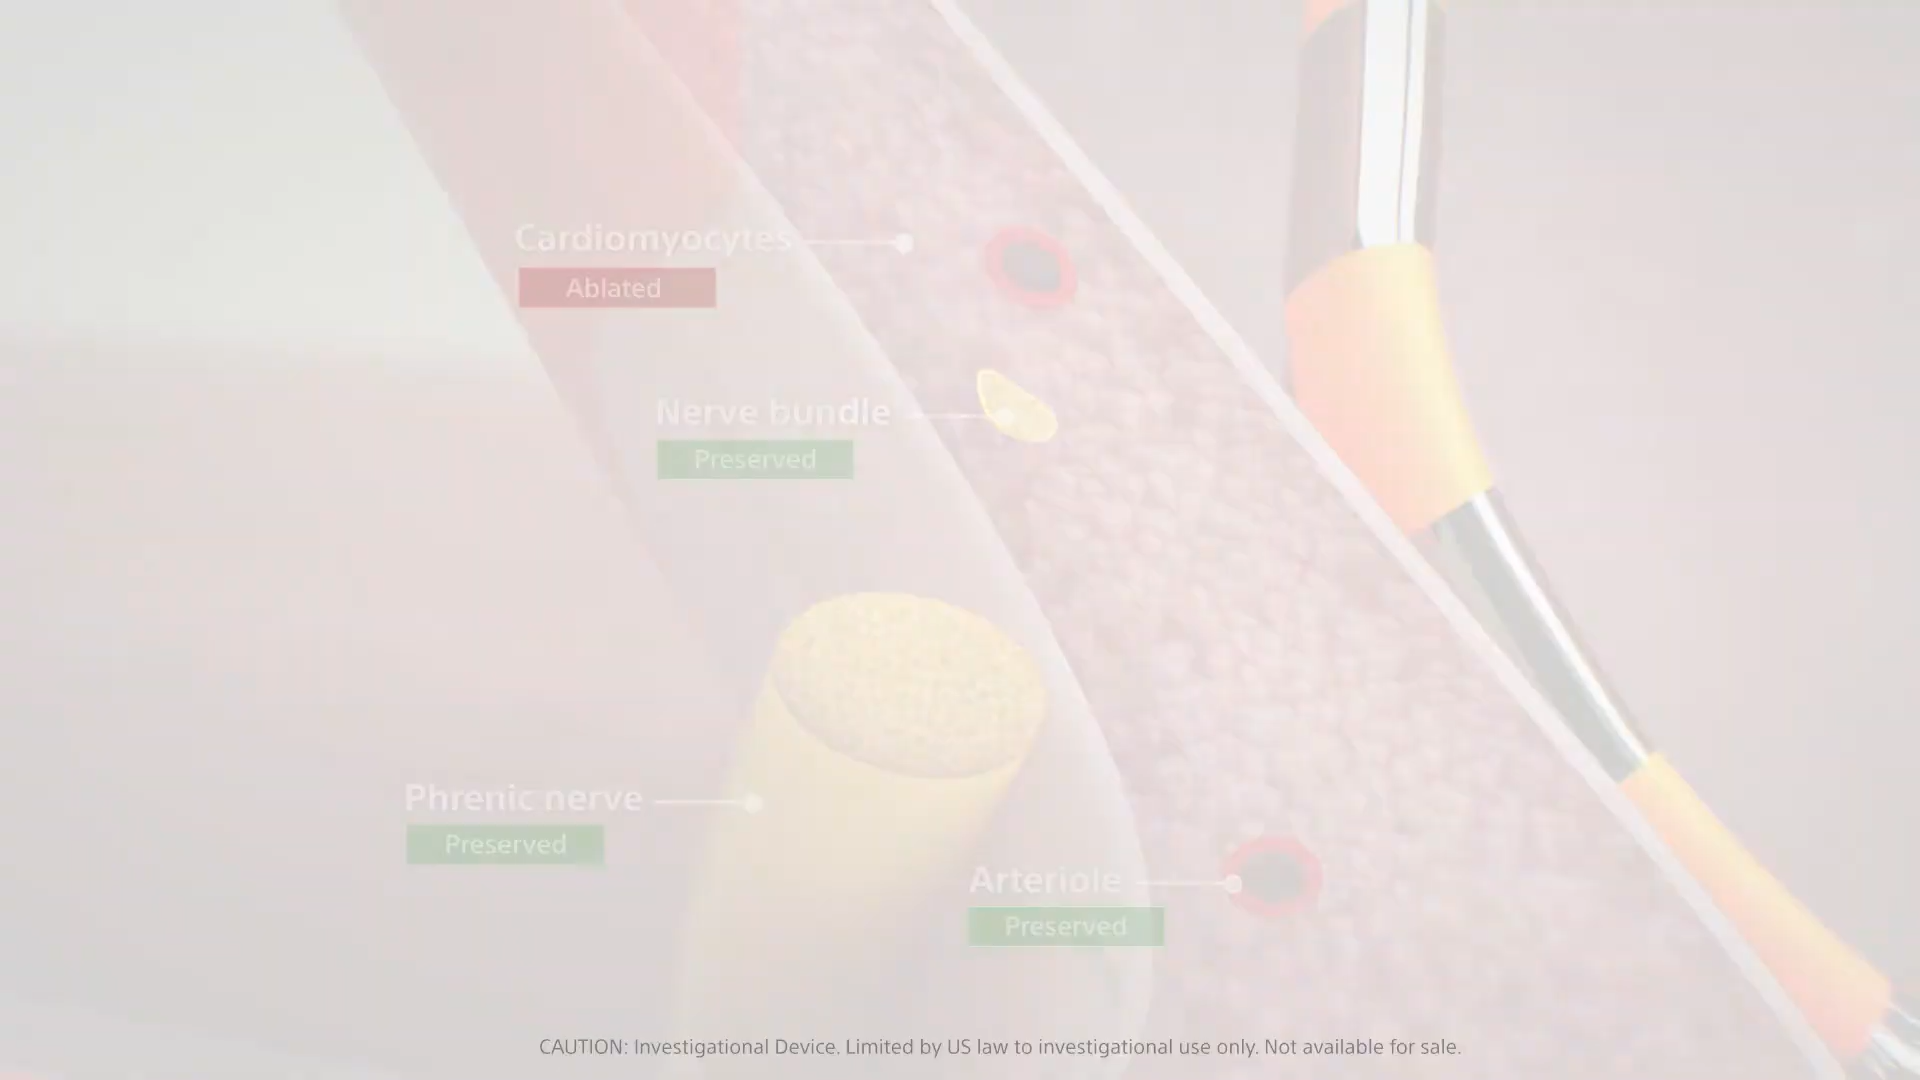 Cardiomyocytes
Ablated
Nerve bundle
Preserved
Phrenic nerve
Preserved
Arteriole
Preserved
CAUTION: Investigational Device. Limited by US law to investigational use only. Not available for sale.